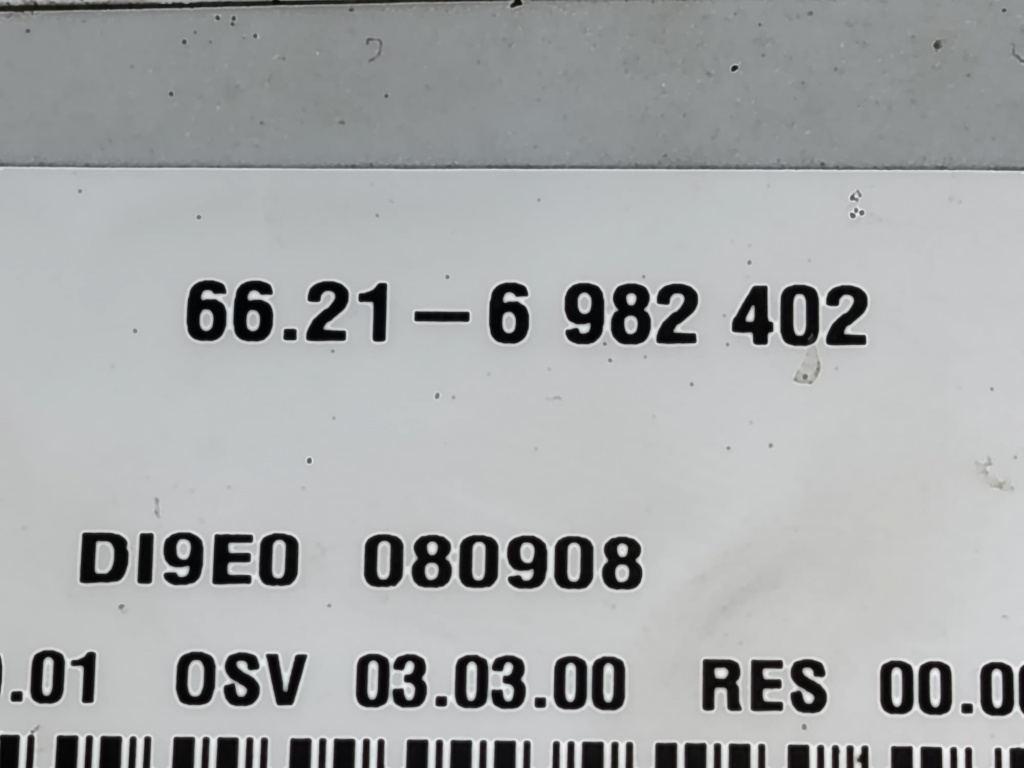 66.21-6 982 402
DI9E0 080908
.01 OSV 03.03.00 RES 00.0